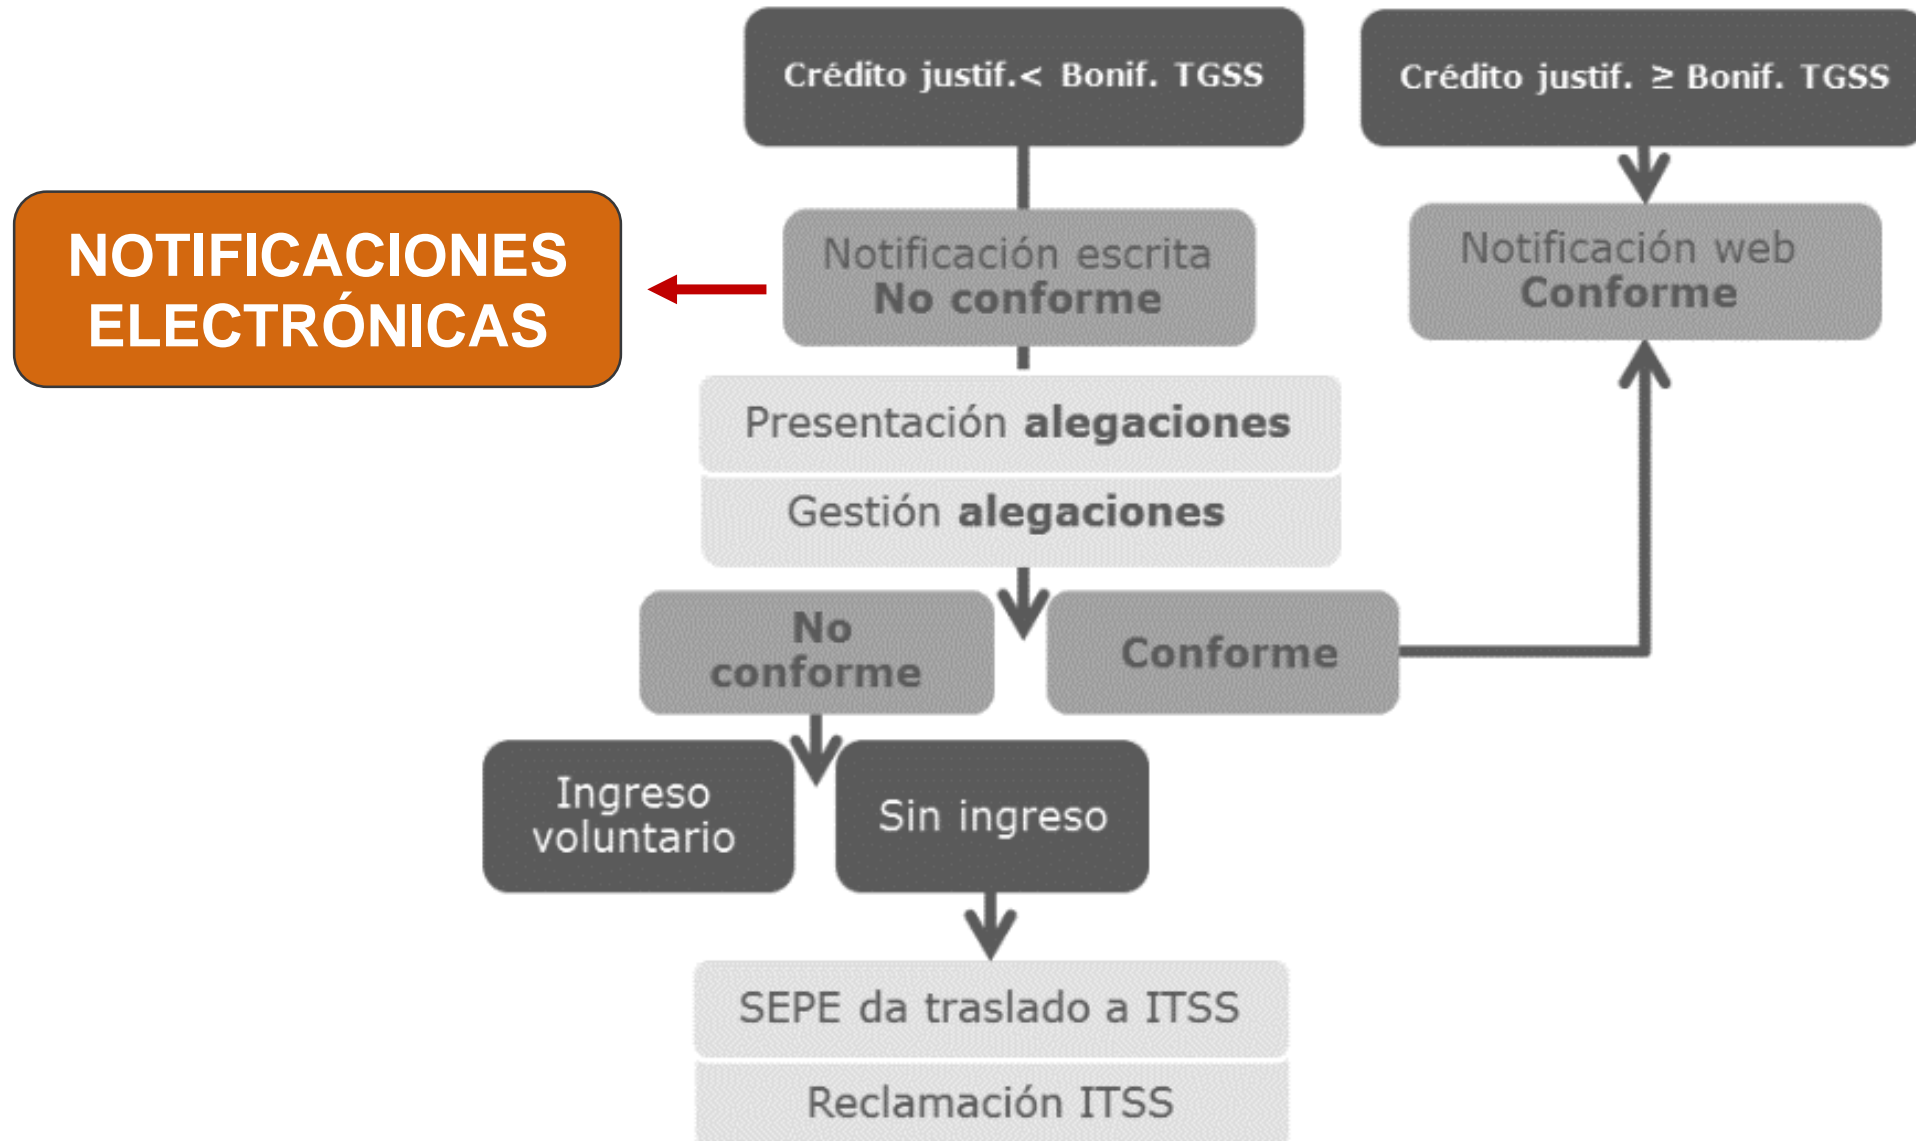 Crédito justif.< Bonif. TGSS
Crédito justif. ≥ Bonif. TGSS
NOTIFICACIONES
ELECTRÓNICAS
Notificación escrita
No conforme
Notificación web
Conforme
Presentación alegaciones
Gestión alegaciones
No
conforme
Conforme
Ingreso
voluntario
Sin ingreso
SEPE da traslado a ITSS
Reclamación ITSS